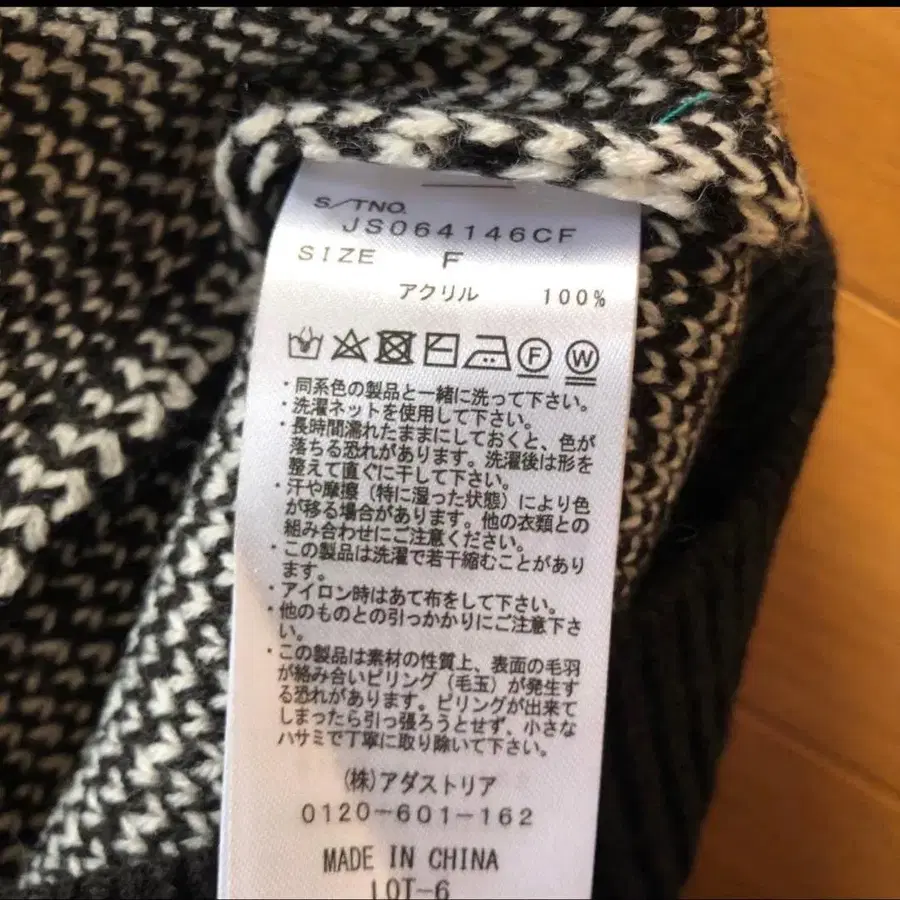 S/TNO.
JS064146CF
SIZE F
アクリル 100%
F W
・同系色の製品と一緒に洗って下さい。
・洗濯ネットを使用して下さい。
・長時間濡れたままにしておくと、色が
落ちる恐れがあります。洗濯後は形を
整えて直ぐに干して下さい。
・汗や摩擦（特に湿った状態）により色
が移る場合があります。他の衣類との
組み合わせにご注意ください。
・この製品は洗濯で若干縮むことがあり
ます。
・アイロン時はあて布をして下さい。
・他のものとの引っかかりにご注意下さ
い。
・この製品は素材の性質上、表面の毛羽
が絡み合いピリング（毛玉）が発生す
る恐れがあります。ピリングが出来て
しまったら引っ張ろうとせず、小さな
ハサミで丁寧に取り除いて下さい。
(株)アダストリア
0120-601-162
MADE IN CHINA
LOT-6